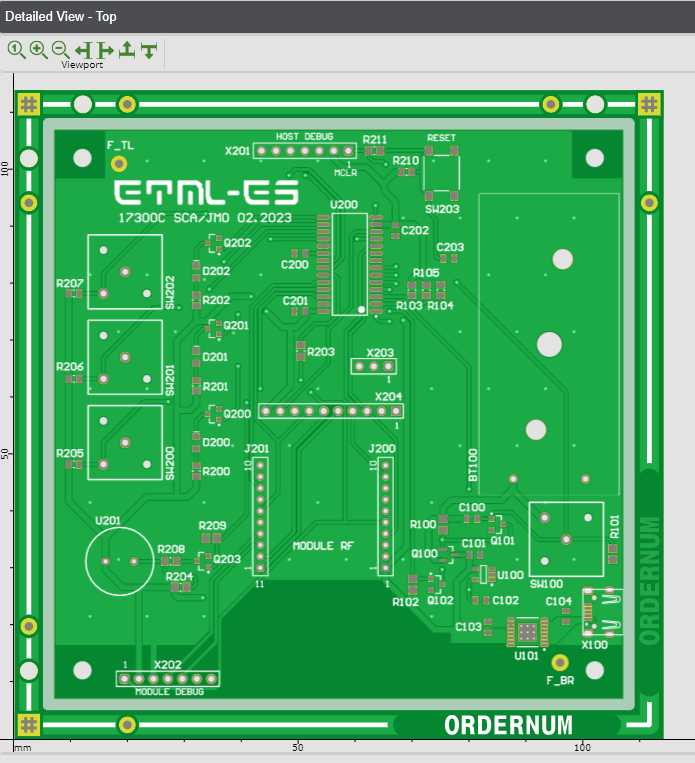 Detailed View - Top
1
Viewport
F_TL
HOST DEBUG
X201
1
MCLR
R211
R210
RESET
SW203
ETML-ES
17300C SCA/JMO 02.2023
U200
C202
C203
Q202
C200
D202
R207
SW202
R202
R105
R103 R104
C201
Q201
R203
X203
1
D201
R206
SW201
R201
X204
1
Q200
D200
R205
SW200
R200
J201
10
J200
10
BT100
U201
R209
R208
Q203
R204
MODULE RF
1
11
1
R100
C100
Q101
Q100
C101
U100
R102
Q102
C102
SW100
R101
C104
C103
U101
X100
F_BR
1
X202
MODULE DEBUG
ORDERNUM
ORDERNUM
100
50
mm
50
100